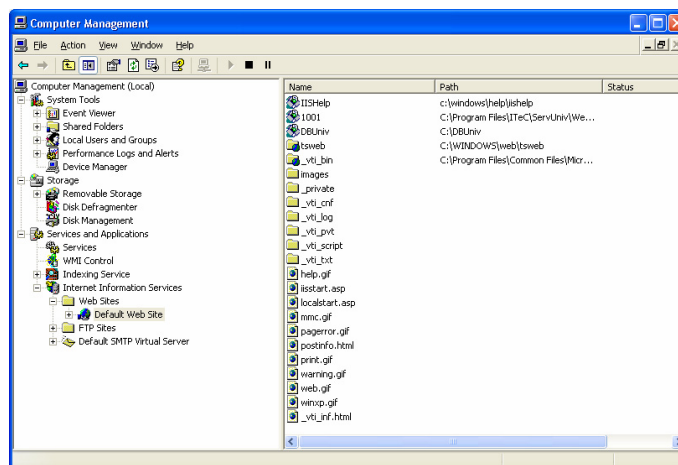 Computer Management
File Action View Window Help
Computer Management (Local)
System Tools
Event Viewer
Shared Folders
Local Users and Groups
Performance Logs and Alerts
Device Manager
Storage
Removable Storage
Disk Defragmenter
Disk Management
Services and Applications
Services
WMI Control
Indexing Service
Internet Information Services
Web Sites
Default Web Site
FTP Sites
Default SMTP Virtual Server
Name Path Status
IISHelp c:\windows\help\iishelp
1001 C:\Program Files\ITeC\ServUniv\We...
DBUniv C:\DBUniv
tsweb C:\WINDOWS\web\tsweb
_vti_bin C:\Program Files\Common Files\Micr...
images
_private
_vti_cnf
_vti_log
_vti_pvt
_vti_script
_vti_txt
help.gif
iisstart.asp
localstart.asp
mmc.gif
pagerror.gif
postinfo.html
print.gif
warning.gif
web.gif
winxp.gif
_vti_inf.html